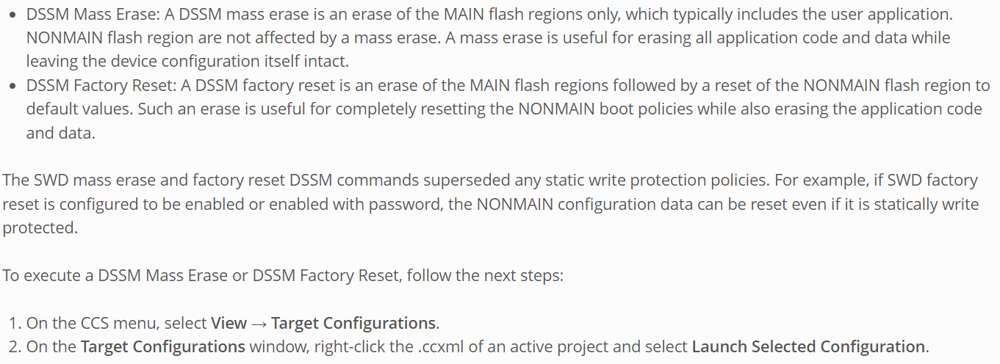 • DSSM Mass Erase: A DSSM mass erase is an erase of the MAIN flash regions only, which typically includes the user application.
NONMAIN flash region are not affected by a mass erase. A mass erase is useful for erasing all application code and data while
leaving the device configuration itself intact.
• DSSM Factory Reset: A DSSM factory reset is an erase of the MAIN flash regions followed by a reset of the NONMAIN flash region to
default values. Such an erase is useful for completely resetting the NONMAIN boot policies while also erasing the application code
and data.
The SWD mass erase and factory reset DSSM commands superseded any static write protection policies. For example, if SWD factory
reset is configured to be enabled or enabled with password, the NONMAIN configuration data can be reset even if it is statically write
protected.
To execute a DSSM Mass Erase or DSSM Factory Reset, follow the next steps:
1. On the CCS menu, select View → Target Configurations.
2. On the Target Configurations window, right-click the .ccxml of an active project and select Launch Selected Configuration.